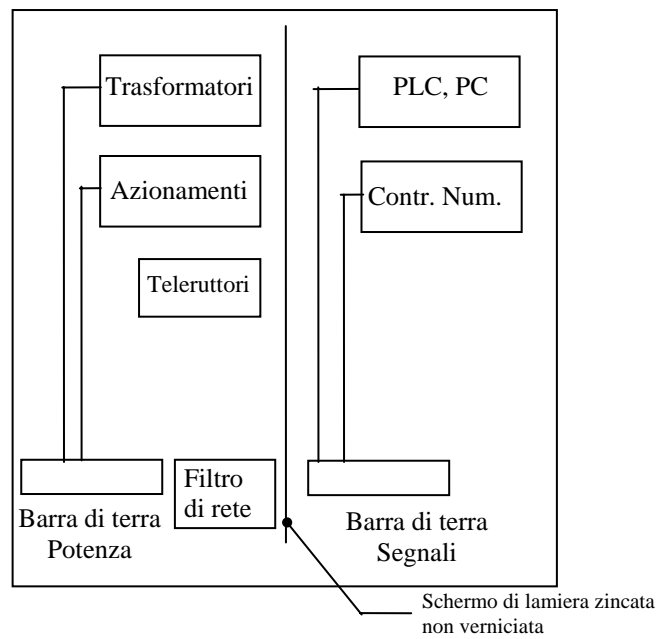 Trasformatori
PLC, PC
Azionamenti
Contr. Num.
Teleruttori
Filtro
di rete
Barra di terra
Potenza
Barra di terra
Segnali
Schermo di lamiera zincata
non verniciata